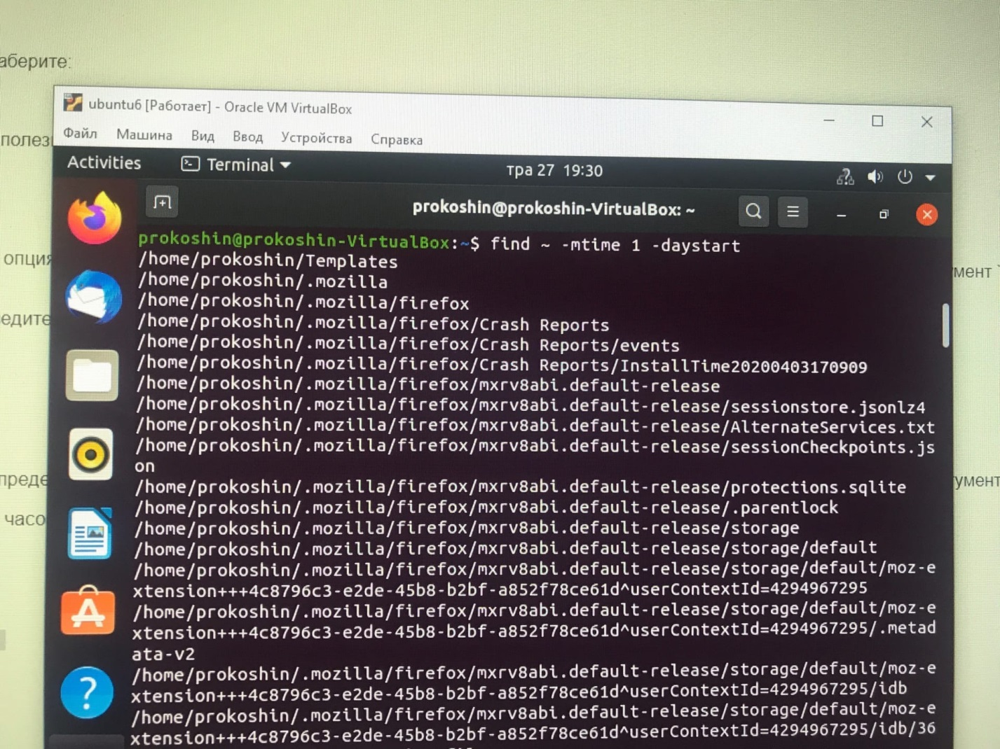 аберите:
ubuntu6 [Работает] - Oracle VM VirtualBox
полез
Файл Машина Вид Ввод Устройства Справка
Activities Terminal тра 27 19:30
prokoshin@prokoshin-VirtualBox: ~
prokoshin@prokoshin-VirtualBox:~$ find ~ -mtime 1 -daystart
опция
/home/prokoshin/Templates
мент
/home/prokoshin/.mozilla
/home/prokoshin/.mozilla/firefox
едите
/home/prokoshin/.mozilla/firefox/Crash Reports
/home/prokoshin/.mozilla/firefox/Crash Reports/events
/home/prokoshin/.mozilla/firefox/Crash Reports/InstallTime20200403170909
/home/prokoshin/.mozilla/firefox/mxrv8abi.default-release
/home/prokoshin/.mozilla/firefox/mxrv8abi.default-release/sessionstore.jsonlz4
/home/prokoshin/.mozilla/firefox/mxrv8abi.default-release/AlternateServices.txt
/home/prokoshin/.mozilla/firefox/mxrv8abi.default-release/sessionCheckpoints.js
on
преде
умент
/home/prokoshin/.mozilla/firefox/mxrv8abi.default-release/protections.sqlite
/home/prokoshin/.mozilla/firefox/mxrv8abi.default-release/.parentlock
часо
/home/prokoshin/.mozilla/firefox/mxrv8abi.default-release/storage
/home/prokoshin/.mozilla/firefox/mxrv8abi.default-release/storage/default
/home/prokoshin/.mozilla/firefox/mxrv8abi.default-release/storage/default/moz-e
xtension+++4c8796c3-e2de-45b8-b2bf-a852f78ce61d^userContextId=4294967295
/home/prokoshin/.mozilla/firefox/mxrv8abi.default-release/storage/default/moz-e
xtension+++4c8796c3-e2de-45b8-b2bf-a852f78ce61d^userContextId=4294967295/.metad
ata-v2
/home/prokoshin/.mozilla/firefox/mxrv8abi.default-release/storage/default/moz-e
xtension+++4c8796c3-e2de-45b8-b2bf-a852f78ce61d^userContextId=4294967295/idb
/home/prokoshin/.mozilla/firefox/mxrv8abi.default-release/storage/default/moz-e
xtension+++4c8796c3-e2de-45b8-b2bf-a852f78ce61d^userContextId=4294967295/idb/36